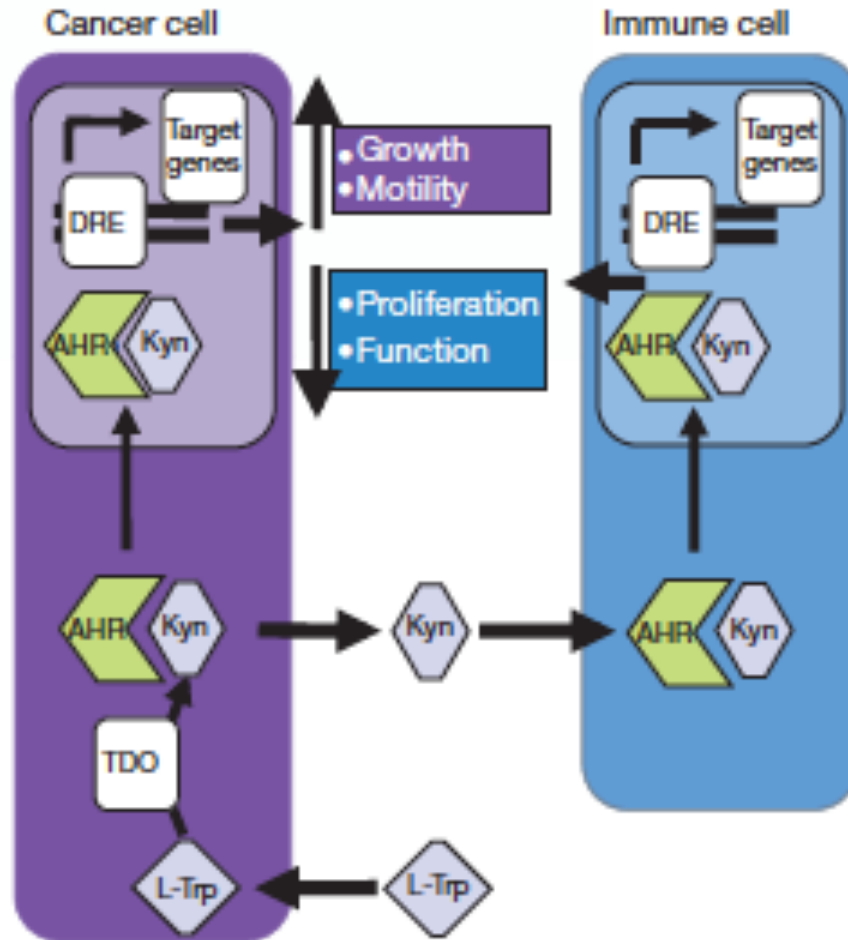 Cancer cell
Immune cell
Target
genes
DRE
AHR
Kyn
• Growth
• Motility
• Proliferation
• Function
Target
genes
DRE
AHR
Kyn
AHR
Kyn
Kyn
AHR
Kyn
TDO
L-Trp
L-Trp